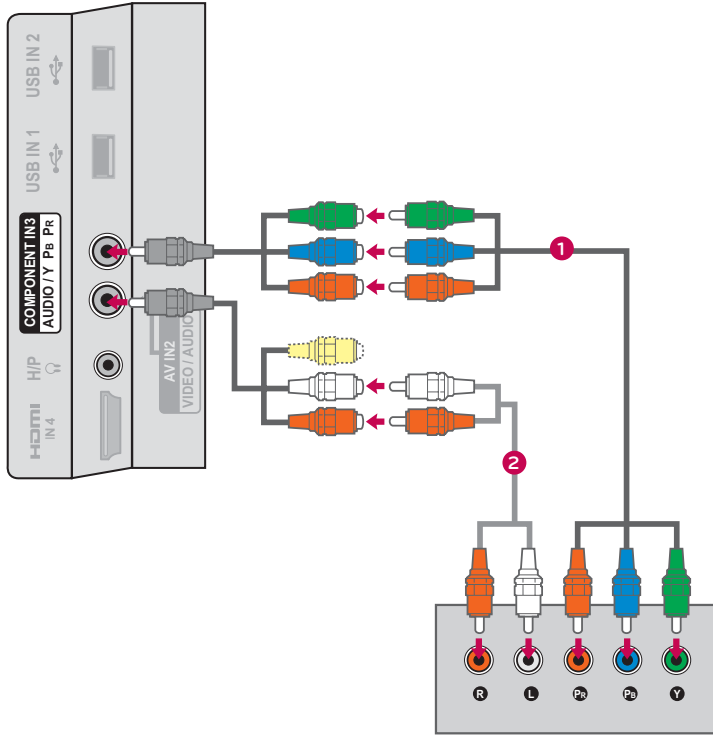 USB IN 2
USB IN 1
COMPONENT IN3
AUDIO / Y PB PR
H/P
HDMI
IN 4
AV IN2
VIDEO / AUDIO
1
2
R
L
PR
PB
Y